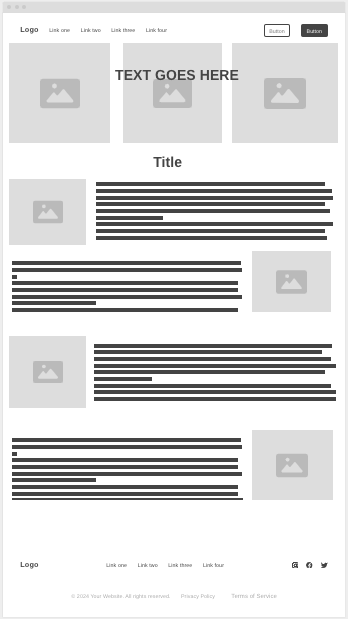 Logo Link one Link two Link three Link four Button Button
TEXT GOES HERE
Title
Logo Link one Link two Link three Link four
© 2024 Your Website. All rights reserved. Privacy Policy Terms of Service